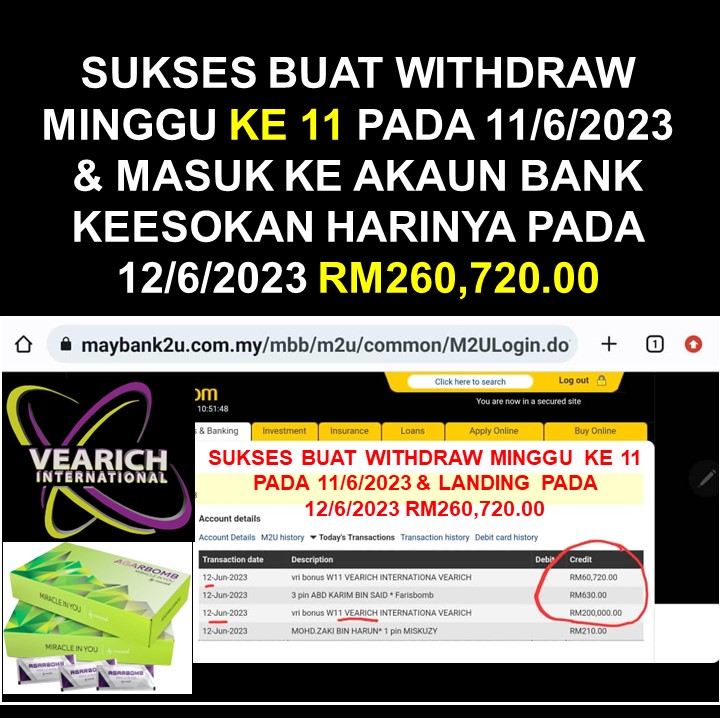 SUKSES BUAT WITHDRAW
MINGGU KE 11 PADA 11/6/2023
& MASUK KE AKAUN BANK
KEESOKAN HARINYA PADA
12/6/2023 RM260,720.00
maybank2u.com.my/mbb/m2u/common/M2ULogin.do
1
om
10:51:48
Click here to search
Log out
You are now in a secured site
s & Banking Investment Insurance Loans Apply Online Buy Online
VEARICH
INTERNATIONAL
SUKSES BUAT WITHDRAW MINGGU KE 11
PADA 11/6/2023 & LANDING PADA
12/6/2023 RM260,720.00
Account details
Account Details M2U history Today's Transactions Transaction history Debit card history
Transaction date Description Debit Credit
12-Jun-2023 vri bonus W11 VEARICH INTERNATIONA VEARICH RM60,720.00
12-Jun-2023 3 pin ABD KARIM BIN SAID * Farisbomb RM630.00
12-Jun-2023 vri bonus W11 VEARICH INTERNATIONA VEARICH RM200,000.00
12-Jun-2023 MOHD.ZAKI BIN HARUN* 1 pin MISKUZY RM210.00
AGARBOMB
MIRACLE IN YOU
MIRACLE IN YOU
AGARBOMB
AGARBOMB
AGARBOMB